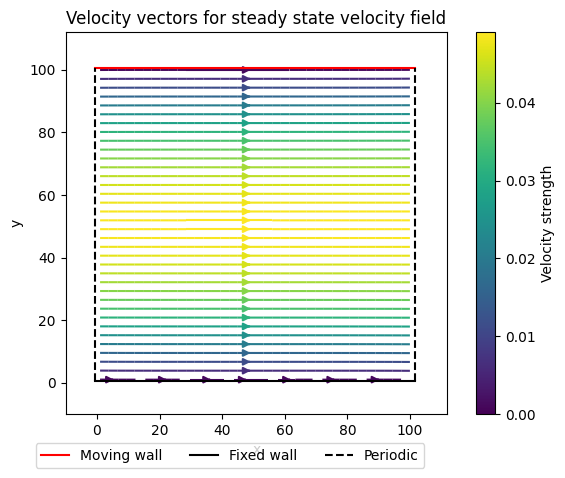 Velocity vectors for steady state velocity field
100
80
60
40
20
0
y
0 20 40 60 80 100
x
0.04
0.03
0.02
0.01
0.00
Velocity strength
Moving wall Fixed wall Periodic